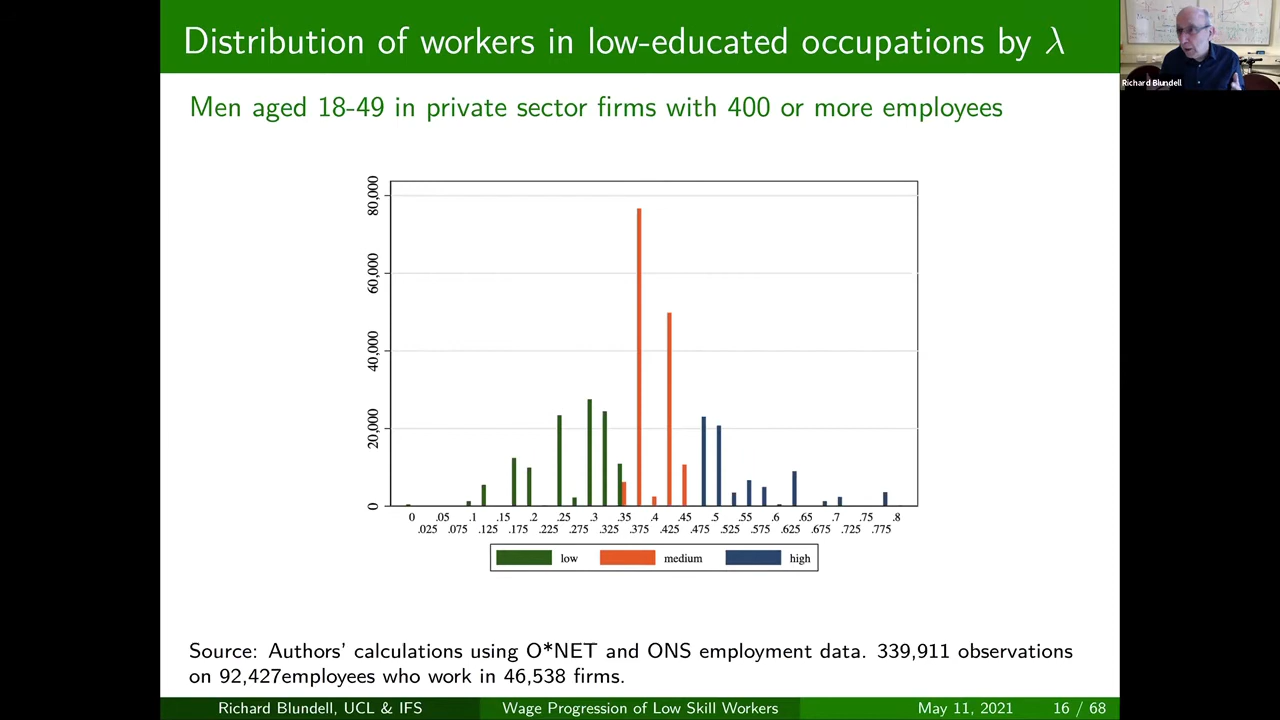 Distribution of workers in low-educated occupations by λ
Richard Blundell
Men aged 18-49 in private sector firms with 400 or more employees
80,000
60,000
40,000
20,000
0
0 .05 .1 .15 .2 .25 .3 .35 .4 .45 .5 .55 .6 .65 .7 .75 .8
.025 .075 .125 .175 .225 .275 .325 .375 .425 .475 .525 .575 .625 .675 .725 .775
low medium high
Source: Authors' calculations using O*NET and ONS employment data. 339,911 observations
on 92,427employees who work in 46,538 firms.
Richard Blundell, UCL & IFS Wage Progression of Low Skill Workers May 11, 2021 16 / 68